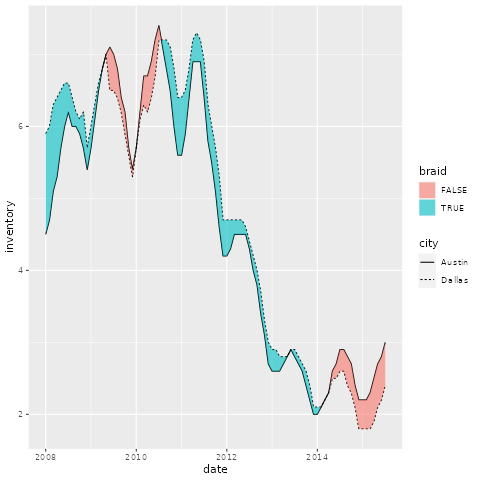 6
4
2
inventory
2008 2010 2012 2014
date
braid
FALSE
TRUE
city
Austin
Dallas